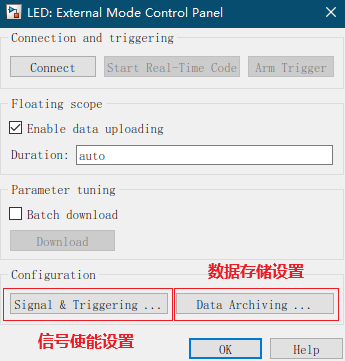 LED: External Mode Control Panel
Connection and triggering
Connect
Start Real-Time Code
Arm Trigger
Floating scope
Enable data uploading
Duration: auto
Parameter tuning
Batch download
Download
Configuration
数据存储设置
Signal & Triggering ...
Data Archiving ...
信号使能设置
OK
Help